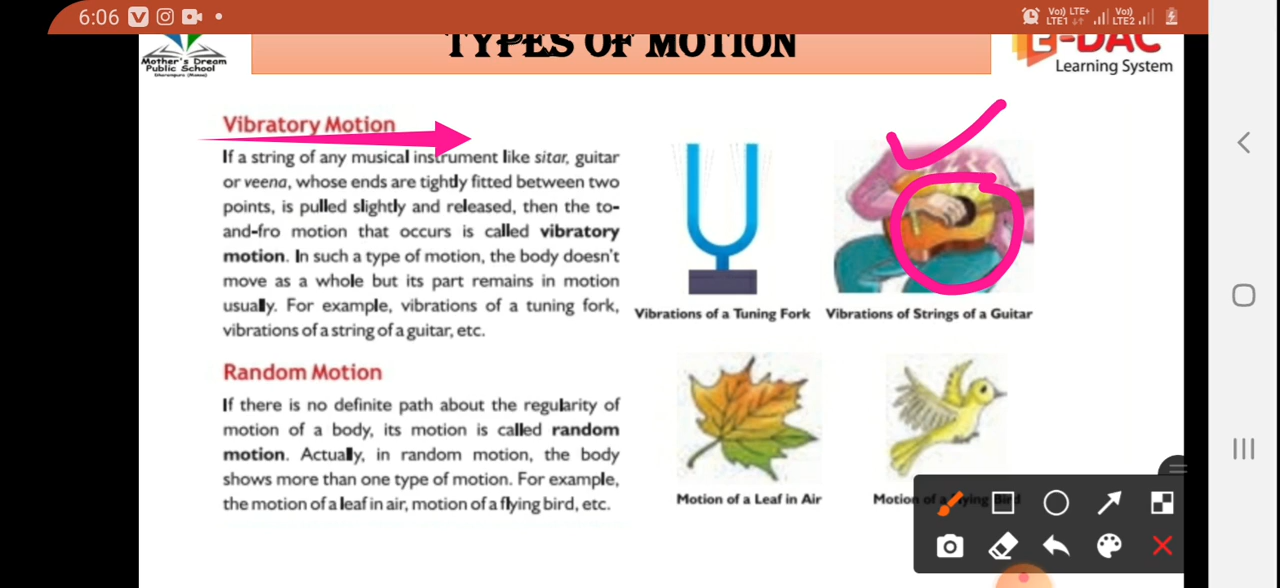 6:06
Vo)) LTE+
LTE1
Vo))
LTE2
TYPES OF MOTION
Mother's Dream
Public School
E-DAC
Learning System
Vibratory Motion
If a string of any musical instrument like sitar, guitar
or veena, whose ends are tightly fitted between two
points, is pulled slightly and released, then the to-
and-fro motion that occurs is called vibratory
motion. In such a type of motion, the body doesn't
move as a whole but its part remains in motion
usually. For example, vibrations of a tuning fork,
vibrations of a string of a guitar, etc.
Vibrations of a Tuning Fork
Vibrations of Strings of a Guitar
Random Motion
If there is no definite path about the regularity of
motion of a body, its motion is called random
motion. Actually, in random motion, the body
shows more than one type of motion. For example,
the motion of a leaf in air, motion of a flying bird, etc.
Motion of a Leaf in Air
Motion of a Flying Bird